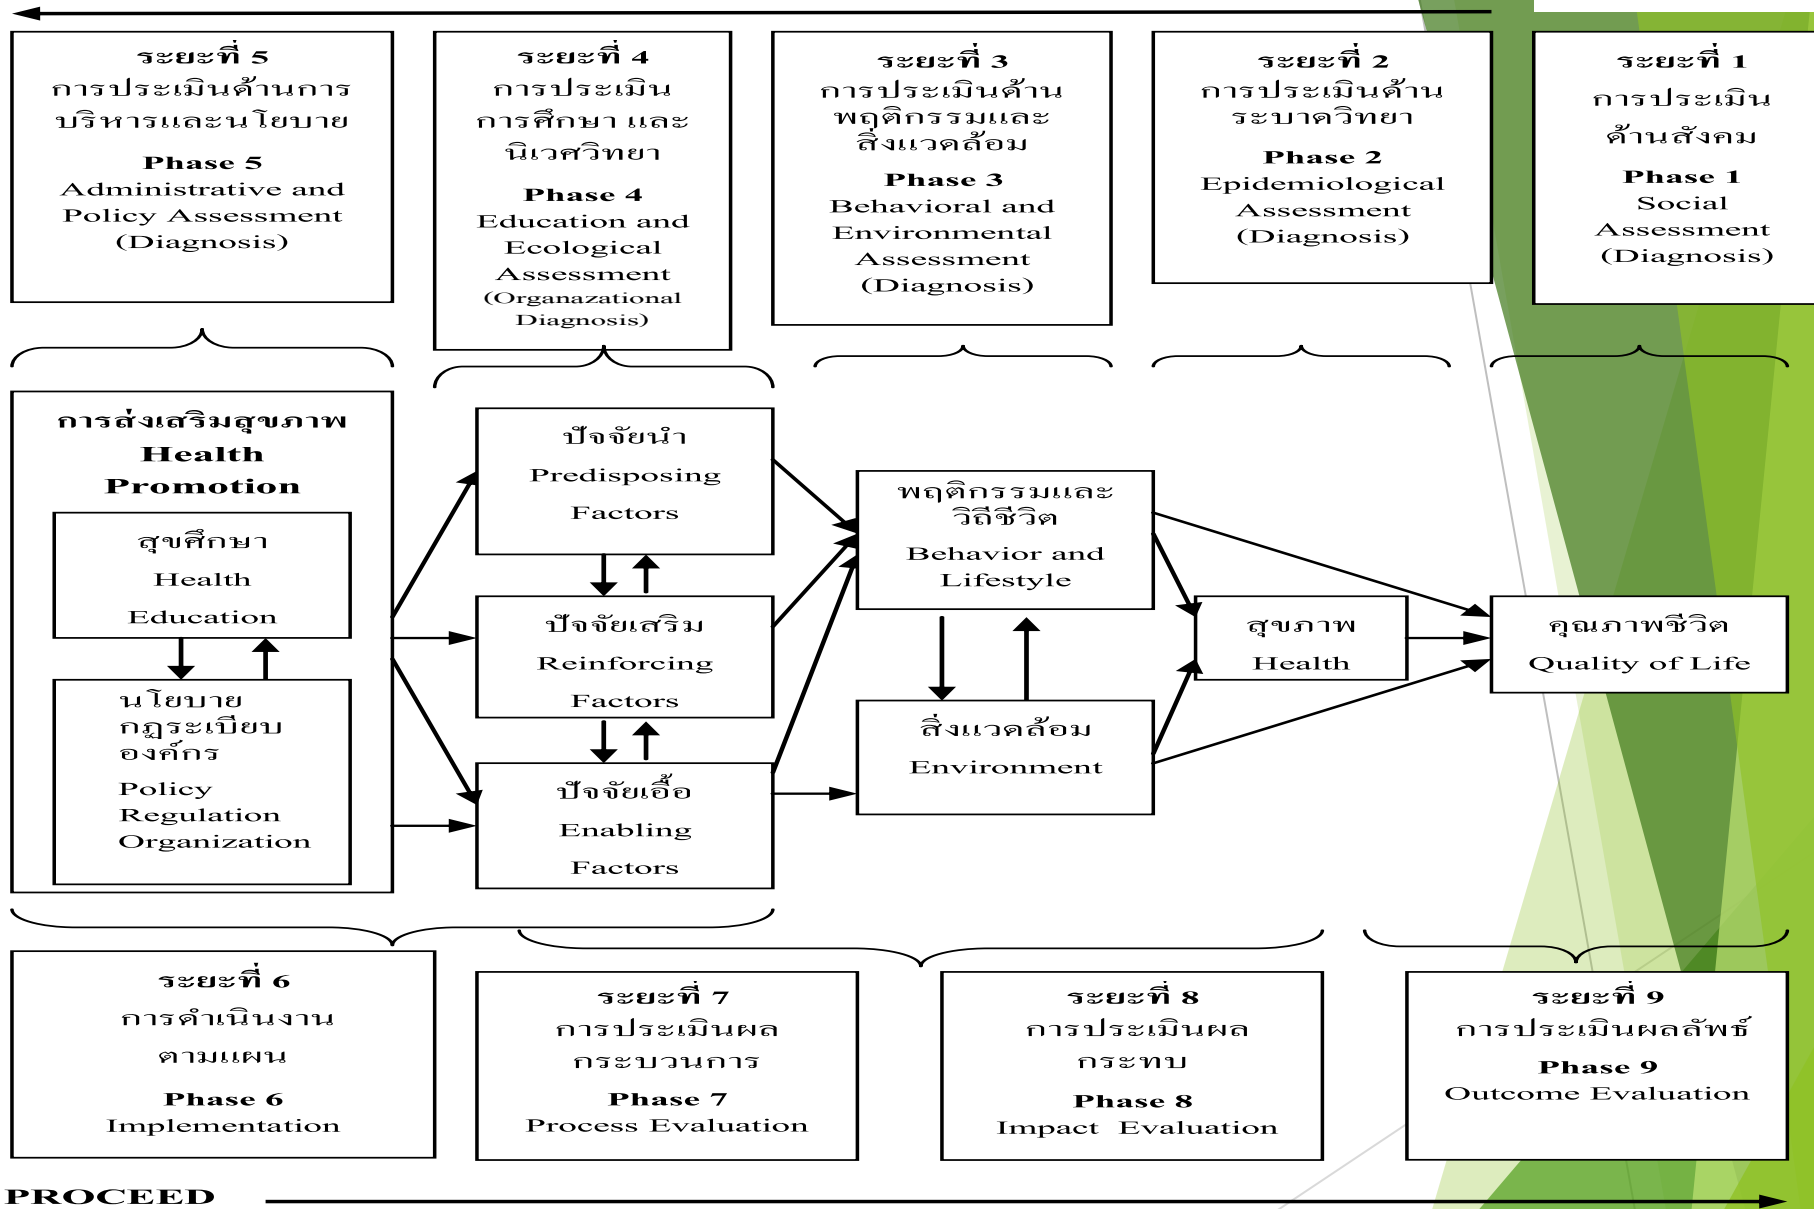 ระยะที่ 5
การประเมินด้านการ
บริหารและนโยบาย
Phase 5
Administrative and
Policy Assessment
(Diagnosis)
ระยะที่ 4
การประเมิน
การศึกษา และ
นิเวศวิทยา
Phase 4
Education and
Ecological
Assessment
(Organazational
Diagnosis)
ระยะที่ 3
การประเมินด้าน
พฤติกรรมและ
สิ่งแวดล้อม
Phase 3
Behavioral and
Environmental
Assessment
(Diagnosis)
ระยะที่ 2
การประเมินด้าน
ระบาดวิทยา
Phase 2
Epidemiological
Assessment
(Diagnosis)
ระยะที่ 1
การประเมิน
ด้านสังคม
Phase 1
Social
Assessment
(Diagnosis)
การส่งเสริมสุขภาพ
Health
Promotion
สุขศึกษา
Health
Education
นโยบาย
กฎระเบียบ
องค์กร
Policy
Regulation
Organization
ปัจจัยนำ
Predisposing
Factors
ปัจจัยเสริม
Reinforcing
Factors
ปัจจัยเอื้อ
Enabling
Factors
พฤติกรรมและ
วิถีชีวิต
Behavior and
Lifestyle
สิ่งแวดล้อม
Environment
สุขภาพ
Health
คุณภาพชีวิต
Quality of Life
ระยะที่ 6
การดำเนินงาน
ตามแผน
Phase 6
Implementation
ระยะที่ 7
การประเมินผล
กระบวนการ
Phase 7
Process Evaluation
ระยะที่ 8
การประเมินผล
กระทบ
Phase 8
Impact  Evaluation
ระยะที่ 9
การประเมินผลลัพธ์
Phase 9
Outcome Evaluation
PROCEED